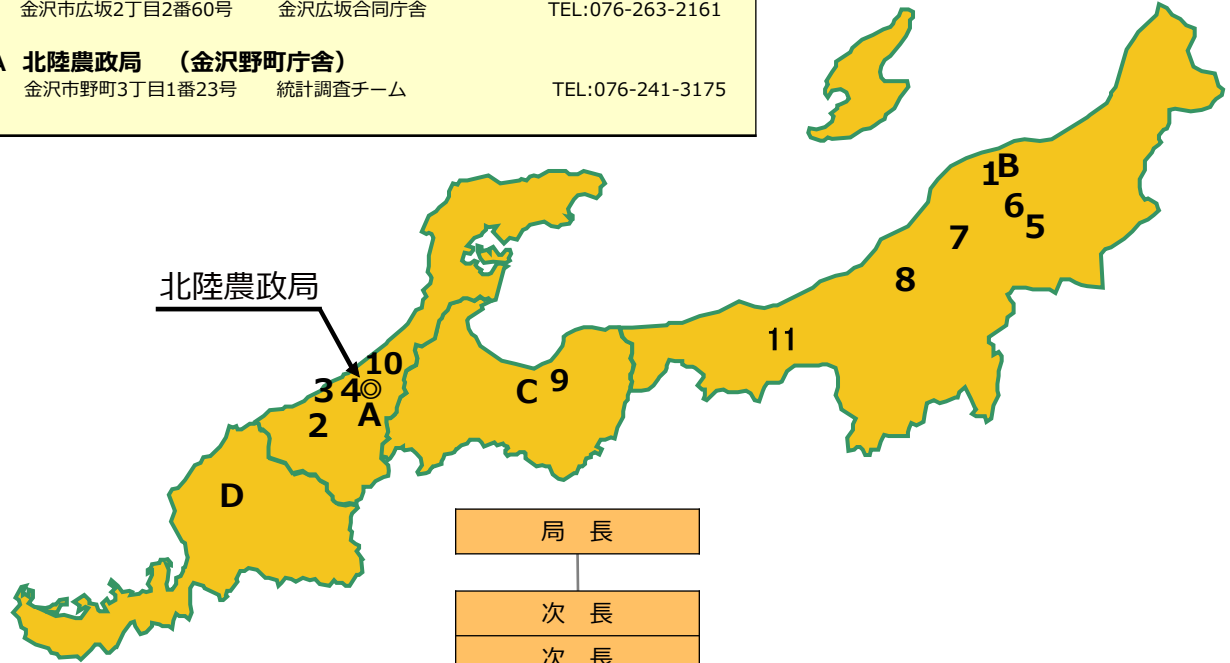 金沢市広坂2丁目2番60号 金沢広坂合同庁舎 TEL:076-263-2161
A 北陸農政局 （金沢野町庁舎）
金沢市野町3丁目1番23号 統計調査チーム TEL:076-241-3175
1B
6
5
7
8
北陸農政局
11
10
3 4◎
C 9
A
2
D
局 長
次 長
次 長